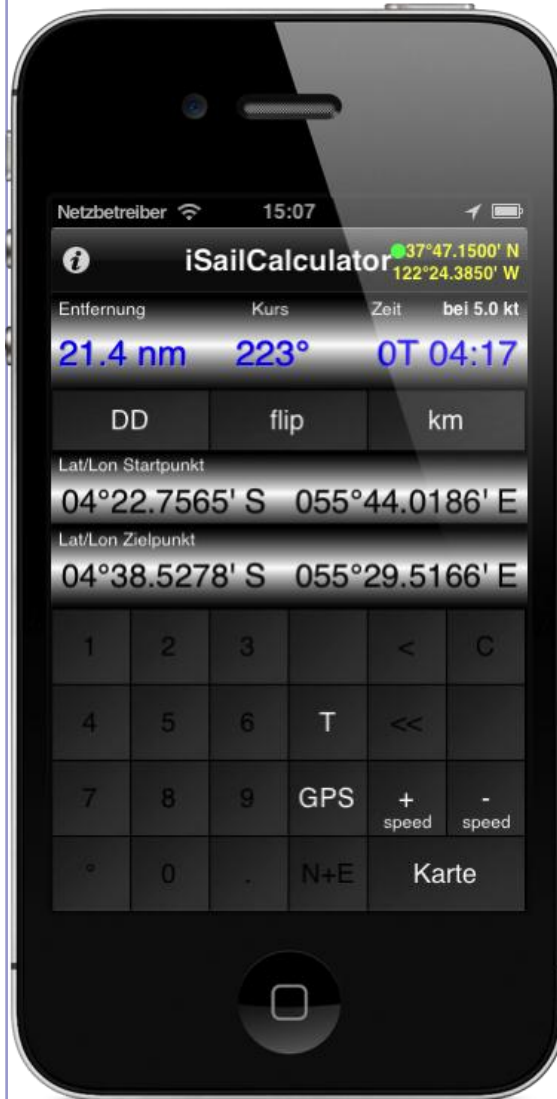 Netzbetreiber 15:07
iSailCalculator 37°47.1500' N
122°24.3850' W
Entfernung Kurs Zeit bei 5.0 kt
21.4 nm 223° 0T 04:17
DD flip km
Lat/Lon Startpunkt
04°22.7565' S 055°44.0186' E
Lat/Lon Zielpunkt
04°38.5278' S 055°29.5166' E
1 2 3 < C
4 5 6 T <<
7 8 9 GPS + speed - speed
° 0 . N+E Karte